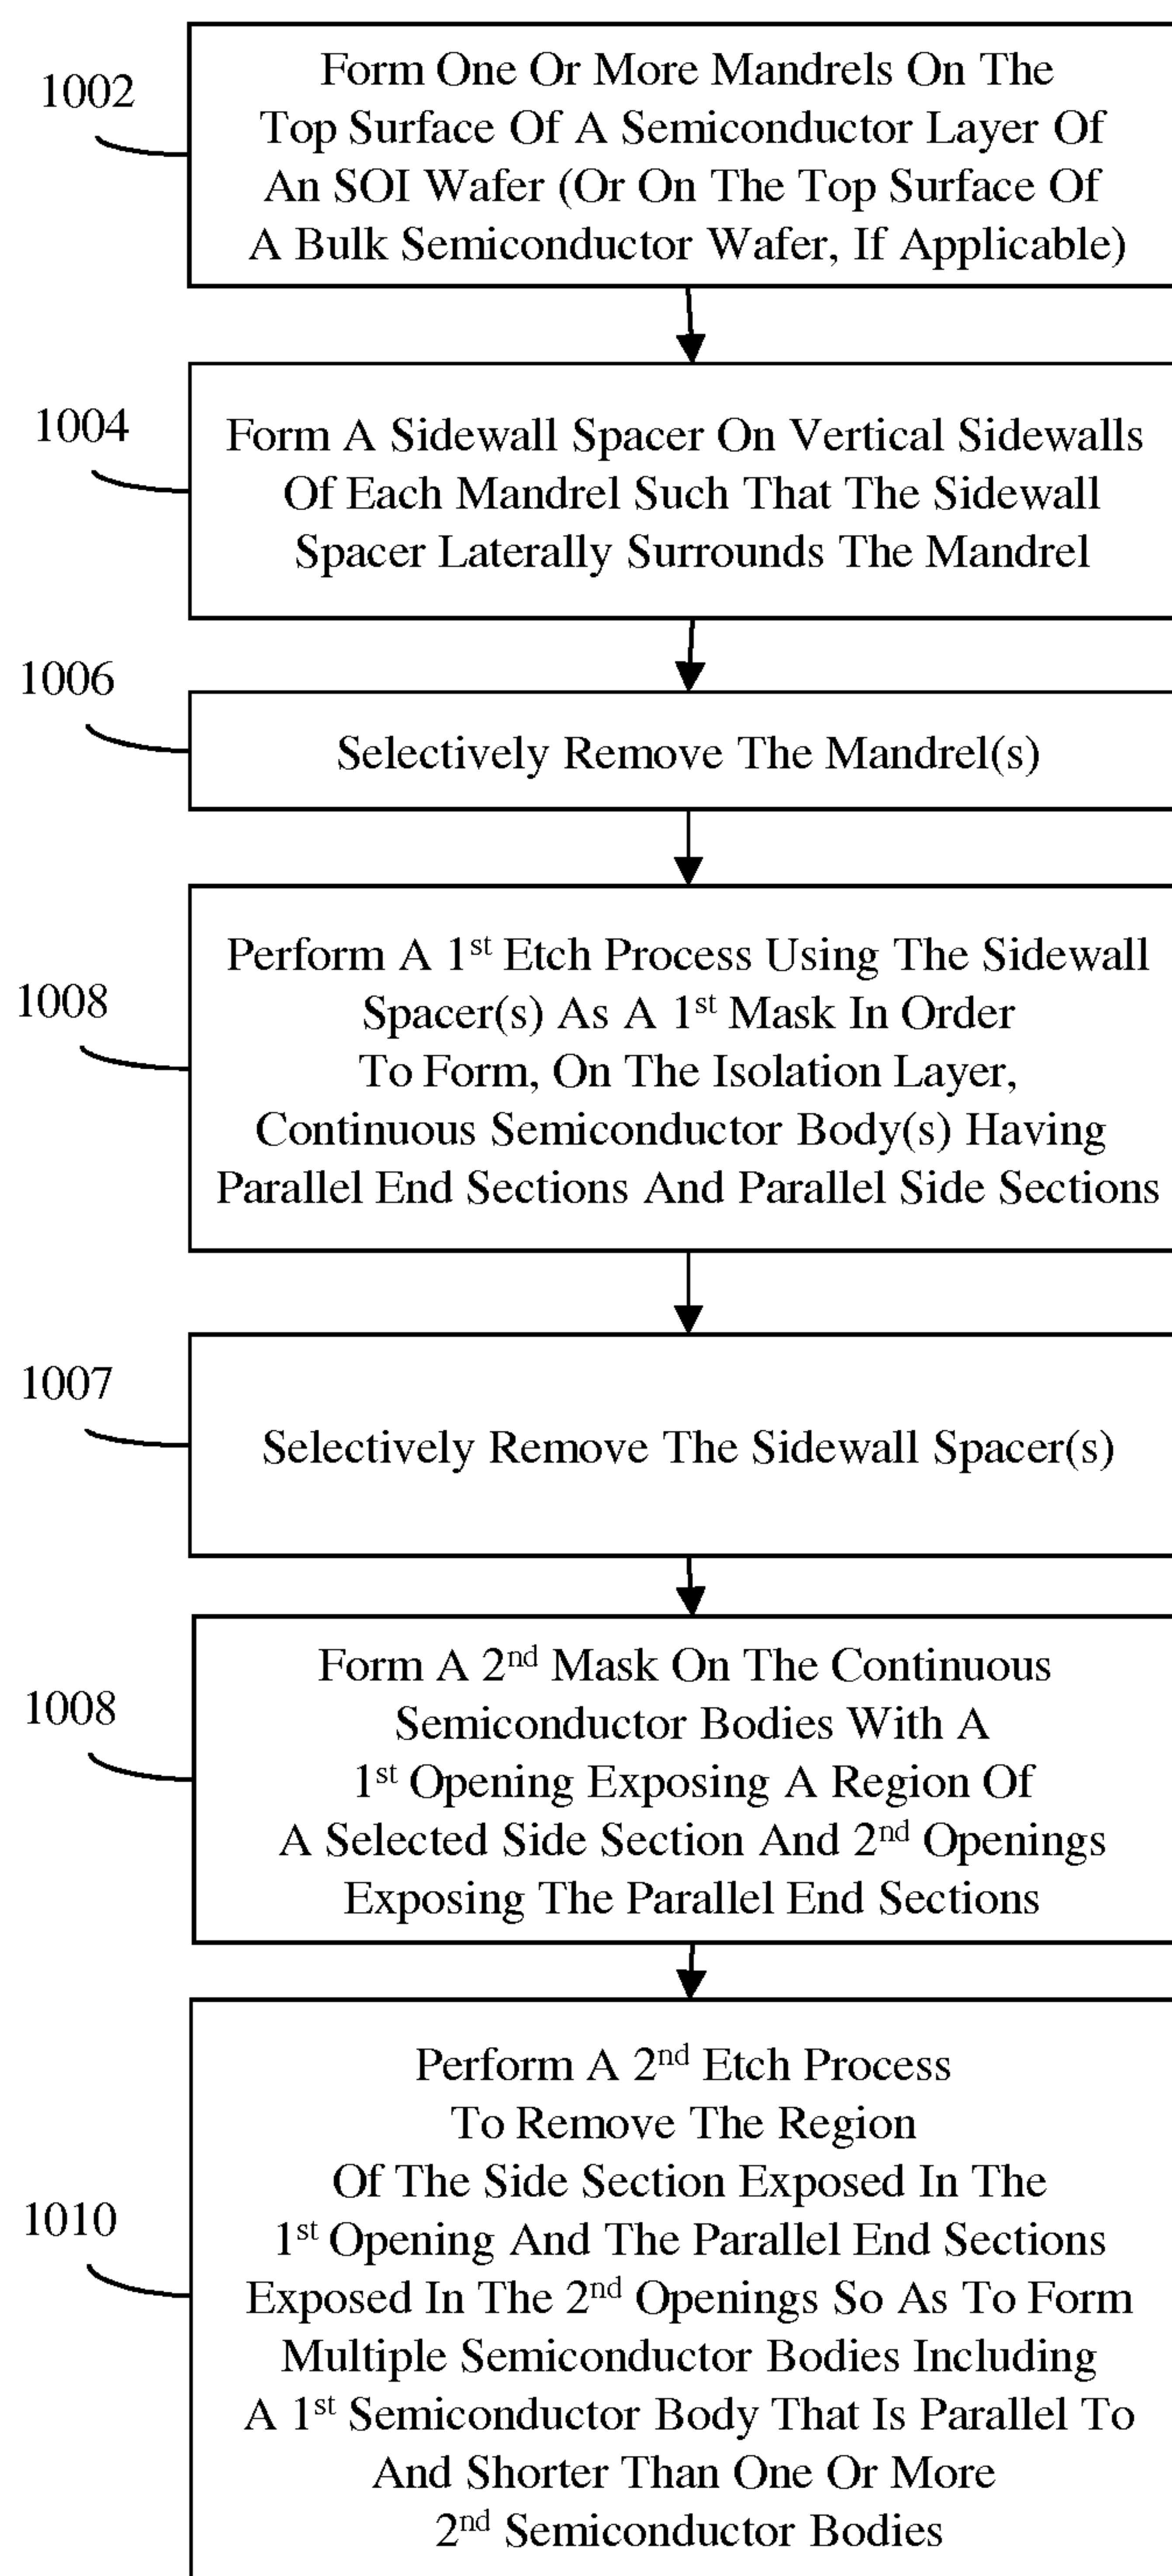 1002
Form One Or More Mandrels On The
Top Surface Of A Semiconductor Layer Of
An SOI Wafer (Or On The Top Surface Of
A Bulk Semiconductor Wafer, If Applicable)
1004
Form A Sidewall Spacer On Vertical Sidewalls
Of Each Mandrel Such That The Sidewall
Spacer Laterally Surrounds The Mandrel
1006
Selectively Remove The Mandrel(s)
1008
Perform A 1st Etch Process Using The Sidewall
Spacer(s) As A 1st Mask In Order
To Form, On The Isolation Layer,
Continuous Semiconductor Body(s) Having
Parallel End Sections And Parallel Side Sections
1007
Selectively Remove The Sidewall Spacer(s)
1008
Form A 2nd Mask On The Continuous
Semiconductor Bodies With A
1st Opening Exposing A Region Of
A Selected Side Section And 2nd Openings
Exposing The Parallel End Sections
1010
Perform A 2nd Etch Process
To Remove The Region
Of The Side Section Exposed In The
1st Opening And The Parallel End Sections
Exposed In The 2nd Openings So As To Form
Multiple Semiconductor Bodies Including
A 1st Semiconductor Body That Is Parallel To
And Shorter Than One Or More
2nd Semiconductor Bodies